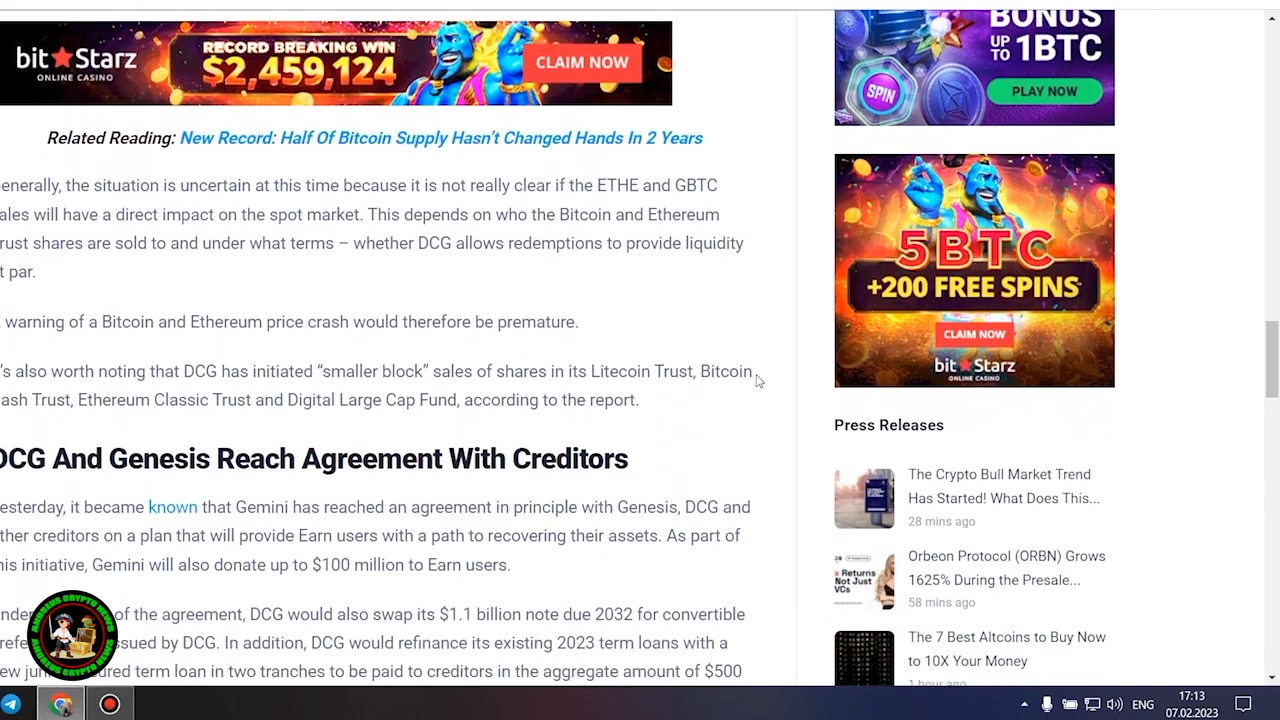 bit★Starz
ONLINE CASINO
RECORD BREAKING WIN
$2,459,124
CLAIM NOW
Related Reading: New Record: Half Of Bitcoin Supply Hasn't Changed Hands In 2 Years
enerally, the situation is uncertain at this time because it is not really clear if the ETHE and GBTC
ales will have a direct impact on the spot market. This depends on who the Bitcoin and Ethereum
rust shares are sold to and under what terms – whether DCG allows redemptions to provide liquidity
t par.
warning of a Bitcoin and Ethereum price crash would therefore be premature.
's also worth noting that DCG has initiated “smaller block” sales of shares in its Litecoin Trust, Bitcoin
ash Trust, Ethereum Classic Trust and Digital Large Cap Fund, according to the report.
DCG And Genesis Reach Agreement With Creditors
esterday, it became known that Gemini has reached an agreement in principle with Genesis, DCG and
ther creditors on a plan that will provide Earn users with a path to recovering their assets. As part of
his initiative, Gemini will also donate up to $100 million to Earn users.
nde of the agreement, DCG would also swap its $1.1 billion note due 2032 for convertible
refe ssued by DCG. In addition, DCG would refinance its existing 2023 term loans with a
ew jun ured term loan in two tranches to be paid to creditors in the aggregate amount of $500
BONUS
UP TO 1BTC
SPIN
PLAY NOW
5BTC
+200 FREE SPINS
CLAIM NOW
bit★Starz
ONLINE CASINO
Press Releases
The Crypto Bull Market Trend
Has Started! What Does This...
28 mins ago
Orbeon Protocol (ORBN) Grows
1625% During the Presale...
58 mins ago
Returns
Not Just
VCs
The 7 Best Altcoins to Buy Now
to 10X Your Money
1 hour ago
ANDREUS CRYPTO NEWS
ANDREUS CRYPTO NEWS
ENG
17:13
07.02.2023